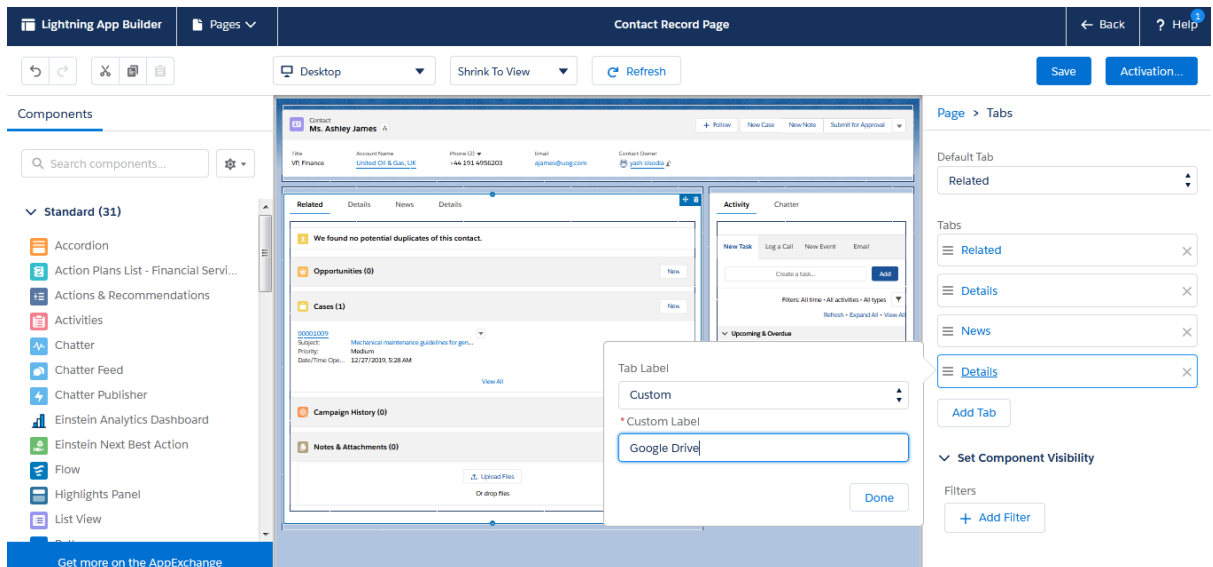 Lightning App Builder
Pages
Contact Record Page
← Back
? Help
1
Desktop
Shrink To View
Refresh
Save
Activation...
Components
Search components...
Standard (31)
Accordion
Action Plans List - Financial Servi...
Actions & Recommendations
Activities
Chatter
Chatter Feed
Chatter Publisher
Einstein Analytics Dashboard
Einstein Next Best Action
Flow
Highlights Panel
List View
Get more on the AppExchange
Contact
Ms. Ashley James
+ Follow
New Case
New Note
Submit for Approval
Title
Account Name
Phone (2)
Email
Contact Owner
VP, Finance
United Oil & Gas, UK
+44 191 4956203
ajames@uog.com
yash sisodia
Related
Details
News
Details
We found no potential duplicates of this contact.
Opportunities (0)
New
Cases (1)
New
00001009
Subject: Mechanical maintenance guidelines for gen...
Priority: Medium
Date/Time Ope... 12/27/2019, 5:28 AM
View All
Campaign History (0)
Notes & Attachments (0)
Upload Files
Or drop files
Activity
Chatter
New Task
Log a Call
New Event
Email
Create a task...
Add
Filters: All time • All activities • All types
Refresh • Expand All • View All
Upcoming & Overdue
Tab Label
Custom
* Custom Label
Google Drive
Done
Page > Tabs
Default Tab
Related
Tabs
Related
Details
News
Details
Add Tab
Set Component Visibility
Filters
+ Add Filter